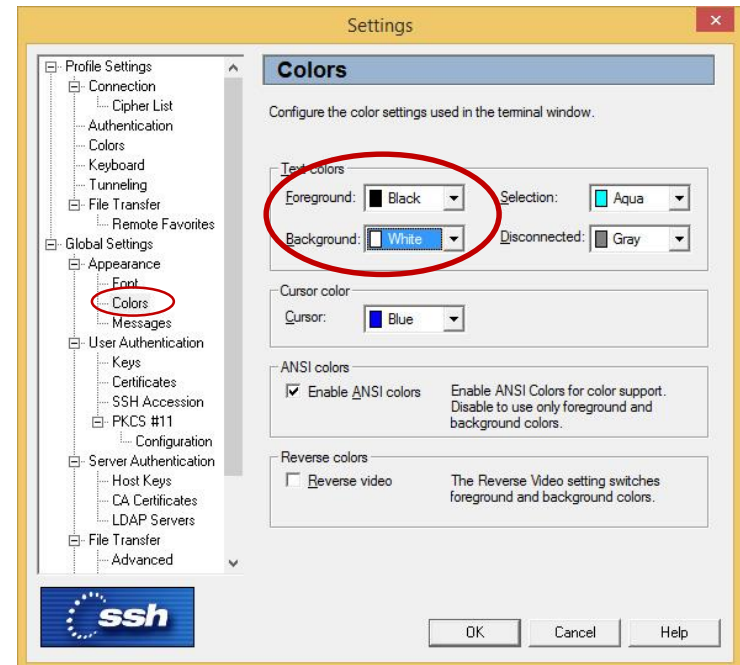 Settings
Profile Settings
Connection
Cipher List
Authentication
Colors
Keyboard
Tunneling
File Transfer
Remote Favorites
Global Settings
Appearance
Font
Colors
Messages
User Authentication
Keys
Certificates
SSH Accession
PKCS #11
Configuration
Server Authentication
Host Keys
CA Certificates
LDAP Servers
File Transfer
Advanced
ssh
Colors
Configure the color settings used in the terminal window.
Text colors
Foreground: Black Selection: Aqua
Background: White Disconnected: Gray
Cursor color
Cursor: Blue
ANSI colors
Enable ANSI colors
Enable ANSI Colors for color support.
Disable to use only foreground and
background colors.
Reverse colors
Reverse video
The Reverse Video setting switches
foreground and background colors.
OK Cancel Help